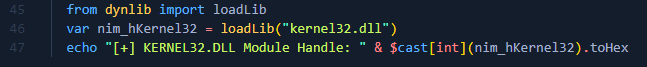 45 from dynlib import loadLib
46 var nim_hKernel32 = loadLib("kernel32.dll")
47 echo "[+] KERNEL32.DLL Module Handle: " & $cast[int](nim_hKernel32).toHex